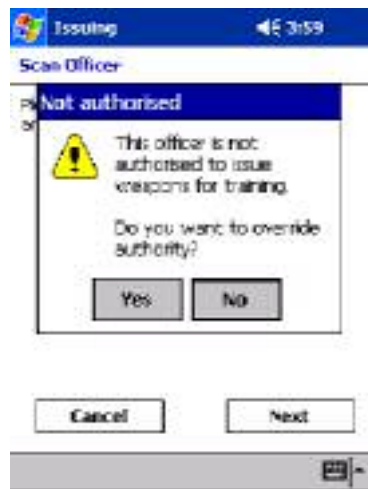 Issuing 3:59
Scan Officer
Not authorised
This officer is not
authorised to issue
weapons for training.
Do you want to override
authority?
Yes No
Cancel Next